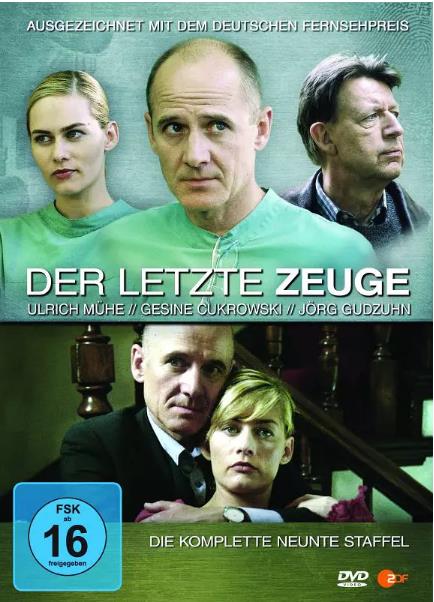 AUSGEZEICHNET MIT DEM DEUTSCHEN FERNSEHPREIS
DER LETZTE ZEUGE
ULRICH MÜHE // GESINE CUKROWSKI // JÖRG GUDZUHN
FSK
ab
16
freigegeben
DIE KOMPLETTE NEUNTE STAFFEL
DVD
VIDEO
ZDF